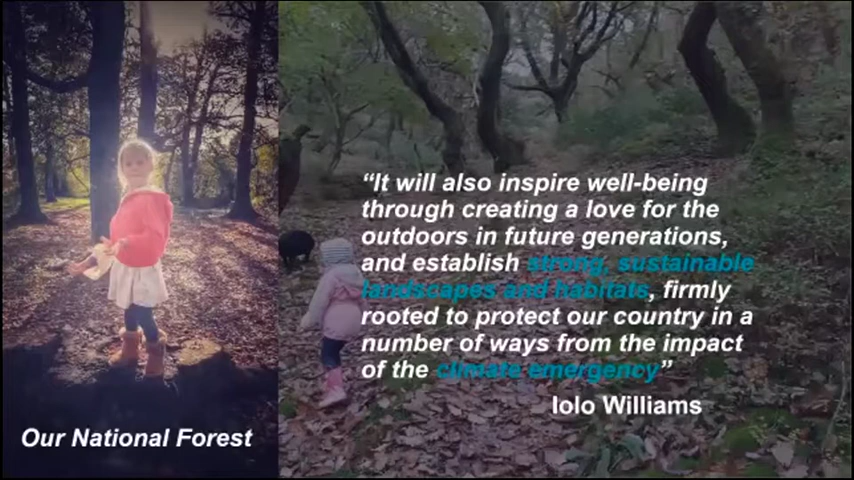 “It will also inspire well-being
through creating a love for the
outdoors in future generations,
and establish strong, sustainable
landscapes and habitats, firmly
rooted to protect our country in a
number of ways from the impact
of the climate emergency”
Iolo Williams
Our National Forest